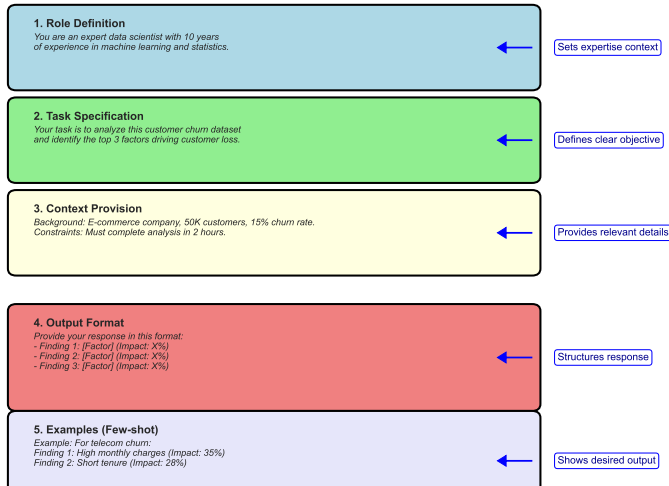 1. Role Definition
You are an expert data scientist with 10 years
of experience in machine learning and statistics.
Sets expertise context
2. Task Specification
Your task is to analyze this customer churn dataset
and identify the top 3 factors driving customer loss.
Defines clear objective
3. Context Provision
Background: E-commerce company, 50K customers, 15% churn rate.
Constraints: Must complete analysis in 2 hours.
Provides relevant details
4. Output Format
Provide your response in this format:
- Finding 1: [Factor] (Impact: X%)
- Finding 2: [Factor] (Impact: X%)
- Finding 3: [Factor] (Impact: X%)
Structures response
5. Examples (Few-shot)
Example: For telecom churn:
Finding 1: High monthly charges (Impact: 35%)
Finding 2: Short tenure (Impact: 28%)
Shows desired output